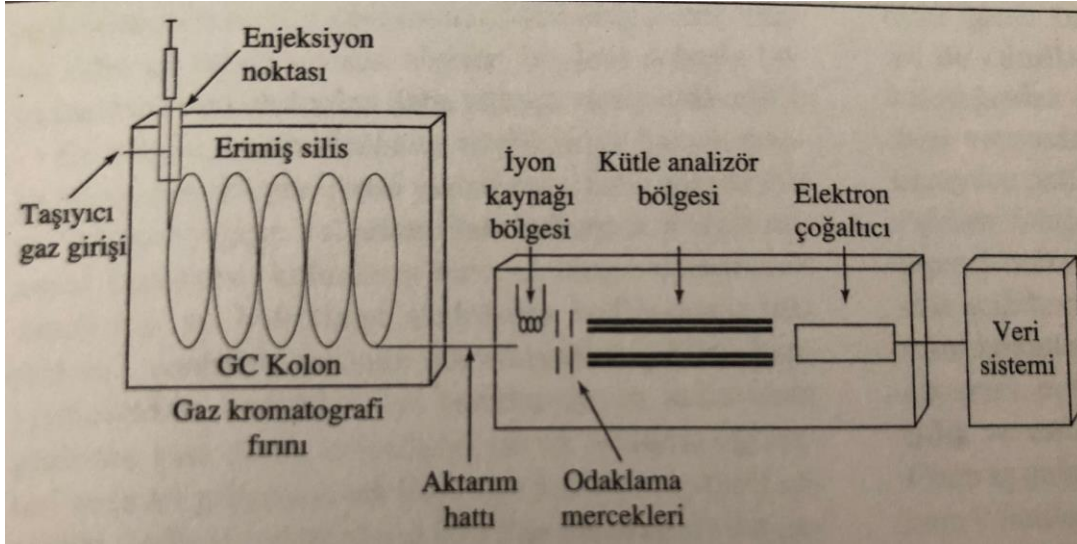 Enjeksiyon
noktası
Erimiş silis
Taşıyıcı
gaz girişi
GC Kolon
Gaz kromatografi
fırını
İyon
kaynağı
bölgesi
Kütle analizör
bölgesi
Elektron
çoğaltıcı
Veri
sistemi
Aktarım
hattı
Odaklama
mercekleri